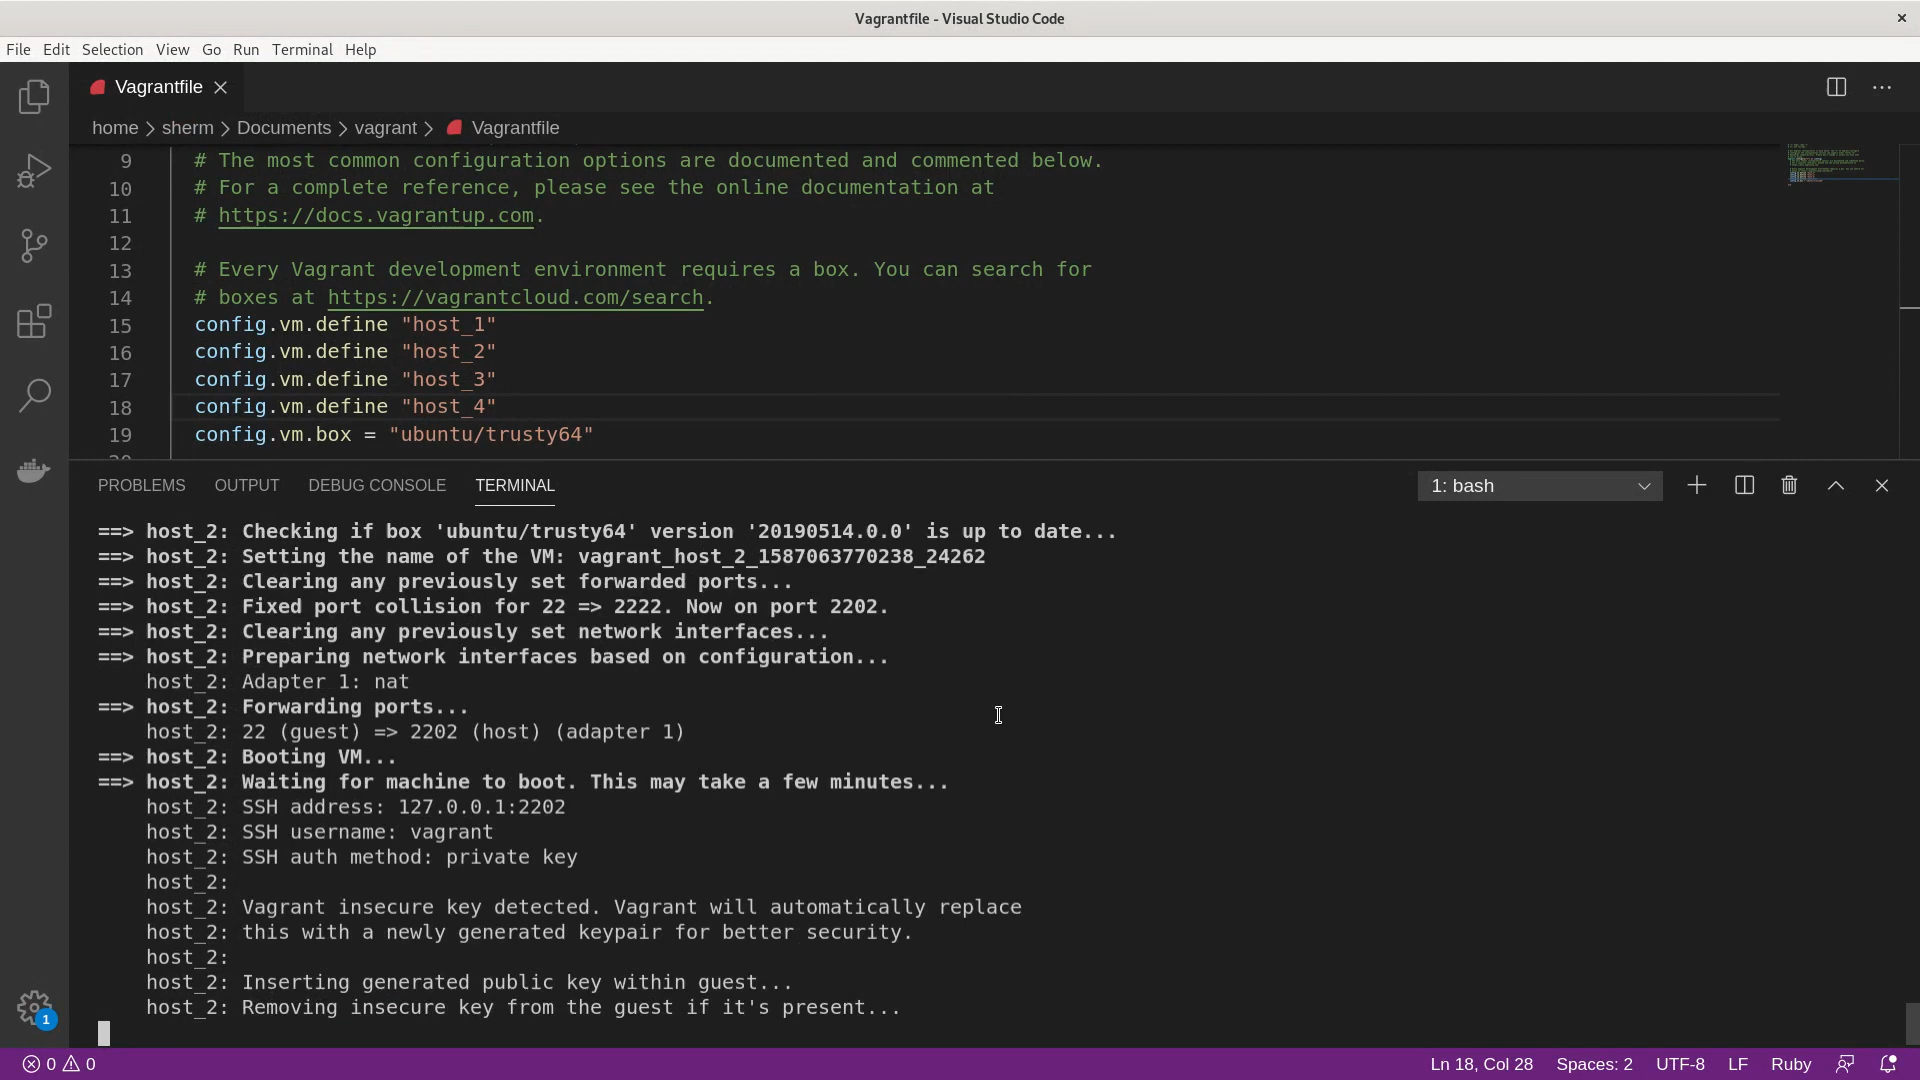 Vagrantfile - Visual Studio Code
File Edit Selection View Go Run Terminal Help
Vagrantfile
home > sherm > Documents > vagrant > Vagrantfile
9 # The most common configuration options are documented and commented below.
10 # For a complete reference, please see the online documentation at
11 # https://docs.vagrantup.com.
12
13 # Every Vagrant development environment requires a box. You can search for
14 # boxes at https://vagrantcloud.com/search.
15 config.vm.define "host_1"
16 config.vm.define "host_2"
17 config.vm.define "host_3"
18 config.vm.define "host_4"
19 config.vm.box = "ubuntu/trusty64"
PROBLEMS OUTPUT DEBUG CONSOLE TERMINAL 1: bash
==> host_2: Checking if box 'ubuntu/trusty64' version '20190514.0.0' is up to date...
==> host_2: Setting the name of the VM: vagrant_host_2_1587063770238_24262
==> host_2: Clearing any previously set forwarded ports...
==> host_2: Fixed port collision for 22 => 2222. Now on port 2202.
==> host_2: Clearing any previously set network interfaces...
==> host_2: Preparing network interfaces based on configuration...
host_2: Adapter 1: nat
==> host_2: Forwarding ports...
host_2: 22 (guest) => 2202 (host) (adapter 1)
==> host_2: Booting VM...
==> host_2: Waiting for machine to boot. This may take a few minutes...
host_2: SSH address: 127.0.0.1:2202
host_2: SSH username: vagrant
host_2: SSH auth method: private key
host_2:
host_2: Vagrant insecure key detected. Vagrant will automatically replace
host_2: this with a newly generated keypair for better security.
host_2:
host_2: Inserting generated public key within guest...
host_2: Removing insecure key from the guest if it's present...
1
0 0 Ln 18, Col 28 Spaces: 2 UTF-8 LF Ruby